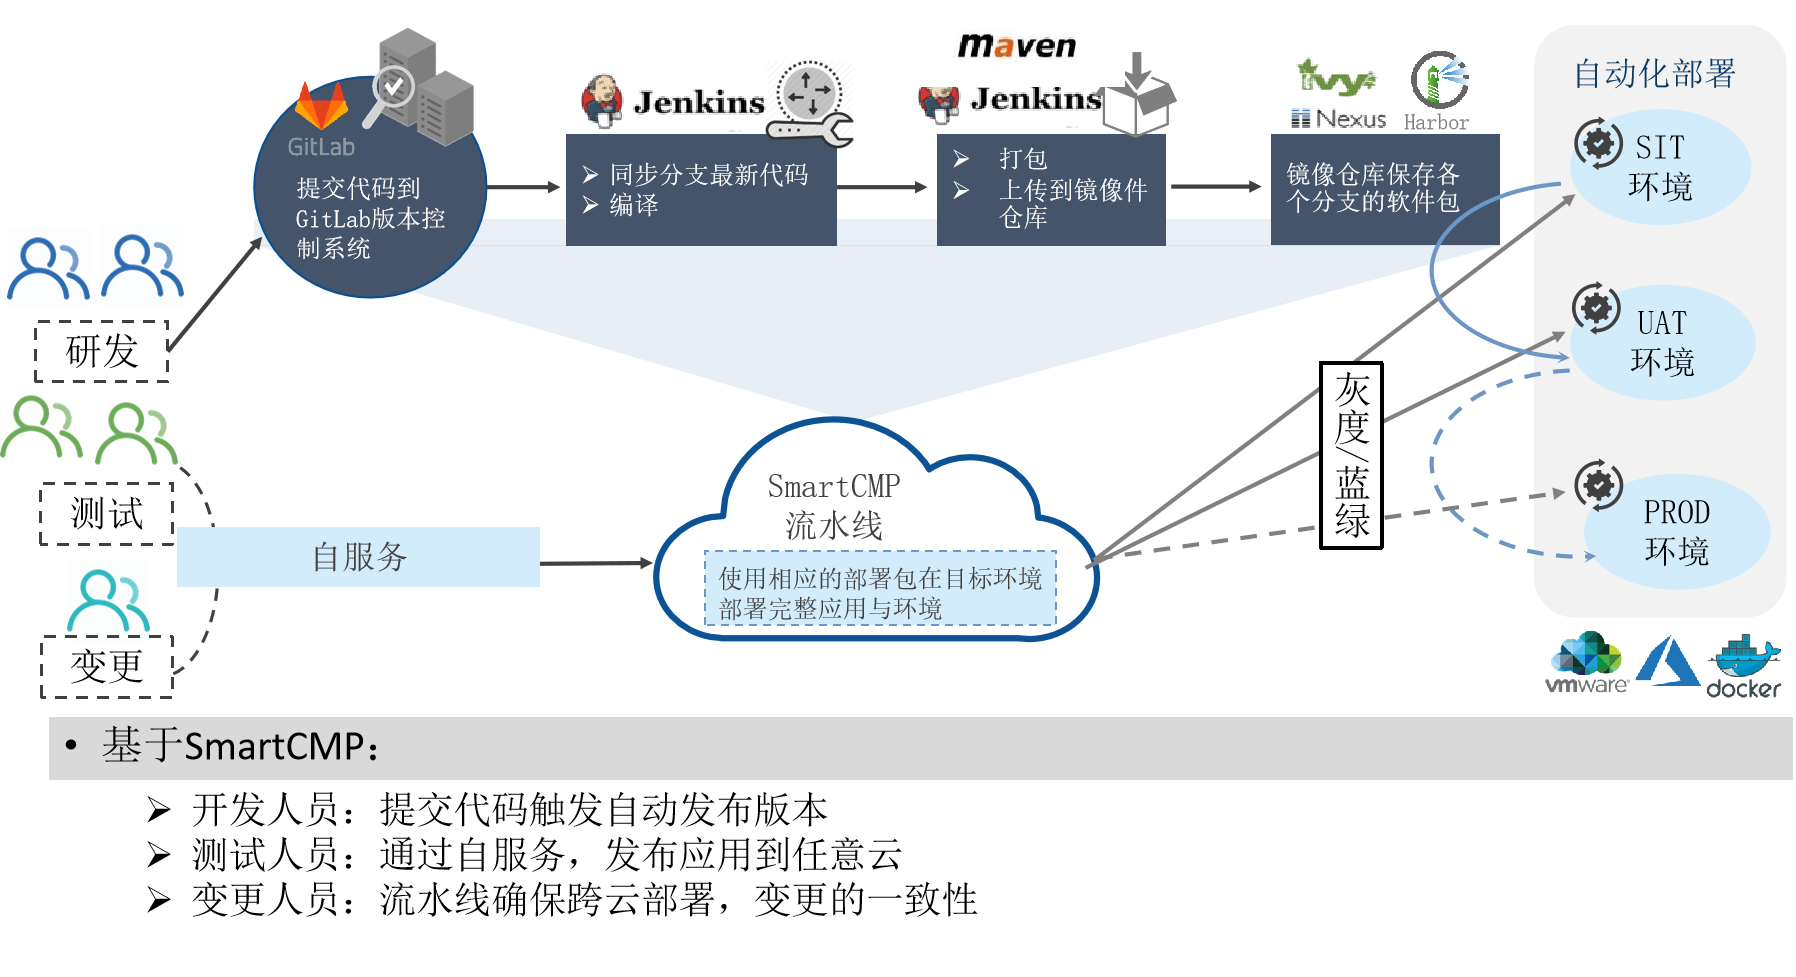 maven
Jenkins
Jenkins
ivy
Nexus
Harbor
GitLab
提交代码到
GitLab版本控
制系统
同步分支最新代码
编译
打包
上传到镜像件
仓库
镜像仓库保存各
个分支的软件包
自动化部署
SIT
环境
UAT
环境
PROD
环境
研发
测试
变更
自服务
SmartCMP
流水线
使用相应的部署包在目标环境
部署完整应用与环境
灰度/蓝绿
vmware
docker
• 基于SmartCMP：
➢ 开发人员：提交代码触发自动发布版本
➢ 测试人员：通过自服务，发布应用到任意云
➢ 变更人员：流水线确保跨云部署，变更的一致性